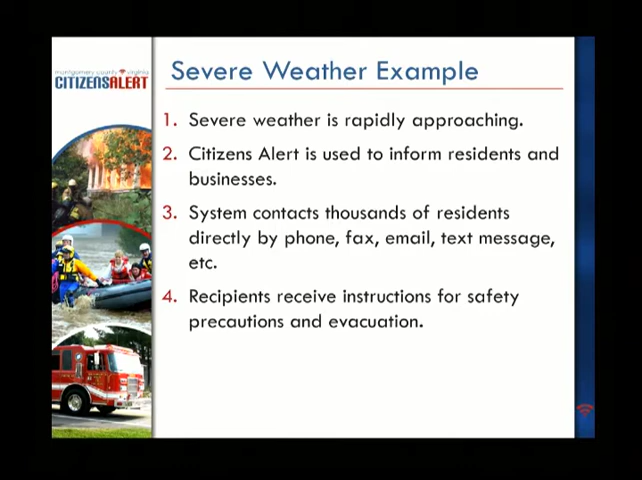 montgomery county virginia
CITIZENSALERT
Severe Weather Example
1. Severe weather is rapidly approaching.
2. Citizens Alert is used to inform residents and
businesses.
3. System contacts thousands of residents
directly by phone, fax, email, text message,
etc.
4. Recipients receive instructions for safety
precautions and evacuation.